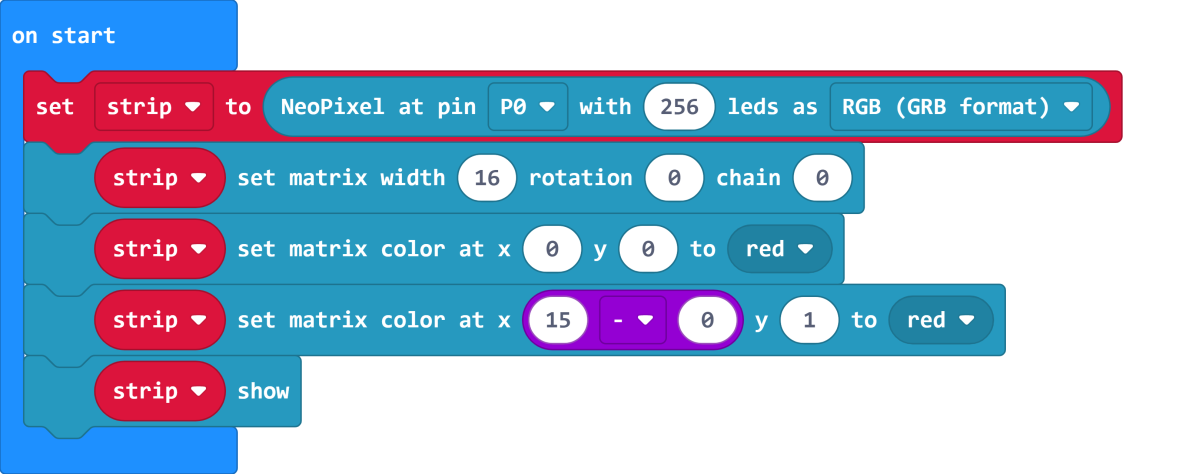 on start
set strip to NeoPixel at pin P0 with 256 leds as RGB (GRB format)
strip set matrix width 16 rotation 0 chain 0
strip set matrix color at x 0 y 0 to red
strip set matrix color at x 15 - 0 y 1 to red
strip show